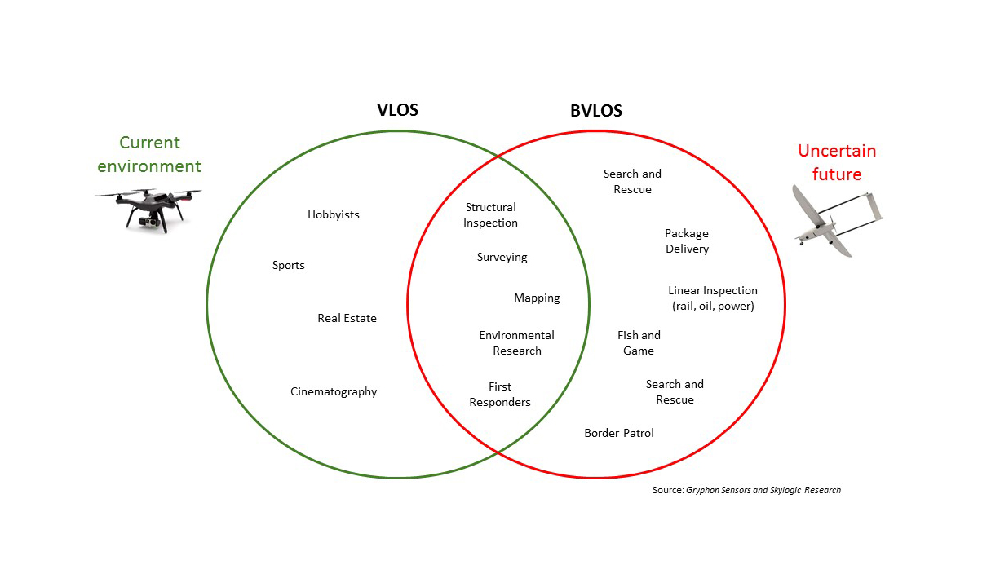 VLOS
BVLOS
Current
environment
Uncertain
future
Hobbyists
Sports
Real Estate
Cinematography
Structural
Inspection
Surveying
Mapping
Environmental
Research
First
Responders
Search and
Rescue
Package
Delivery
Linear Inspection
(rail, oil, power)
Fish and
Game
Search and
Rescue
Border Patrol
Source: Gryphon Sensors and Skylogic Research